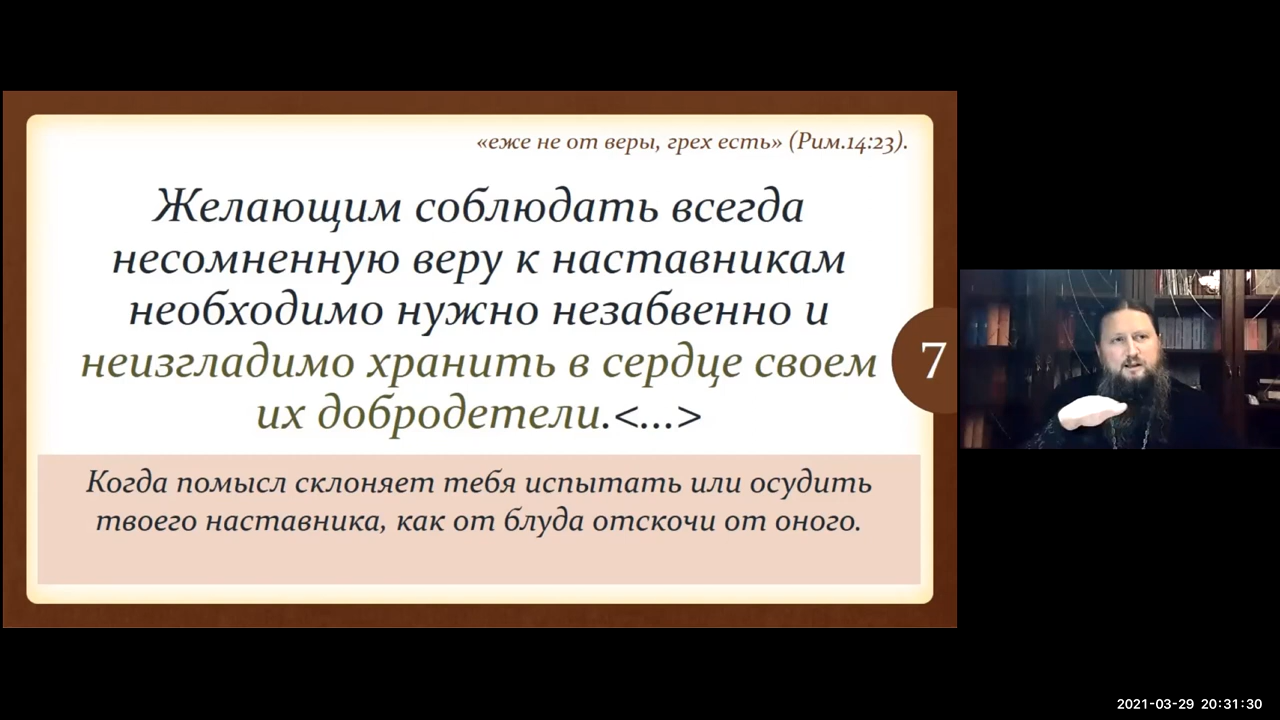 «еже не от веры, грех есть» (Рим.14:23).
Желающим соблюдать всегда
несомненную веру к наставникам
необходимо нужно незабвенно и
неизгладимо хранить в сердце своем
их добродетели.<...>
7
Когда помысл склоняет тебя испытать или осудить
твоего наставника, как от блуда отскочи от оного.
2021-03-29 20:31:30